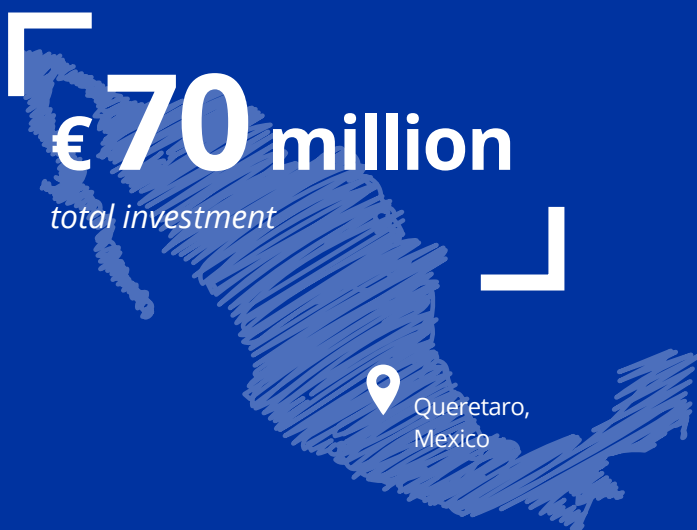 €70 million
total investment
Queretaro,
Mexico